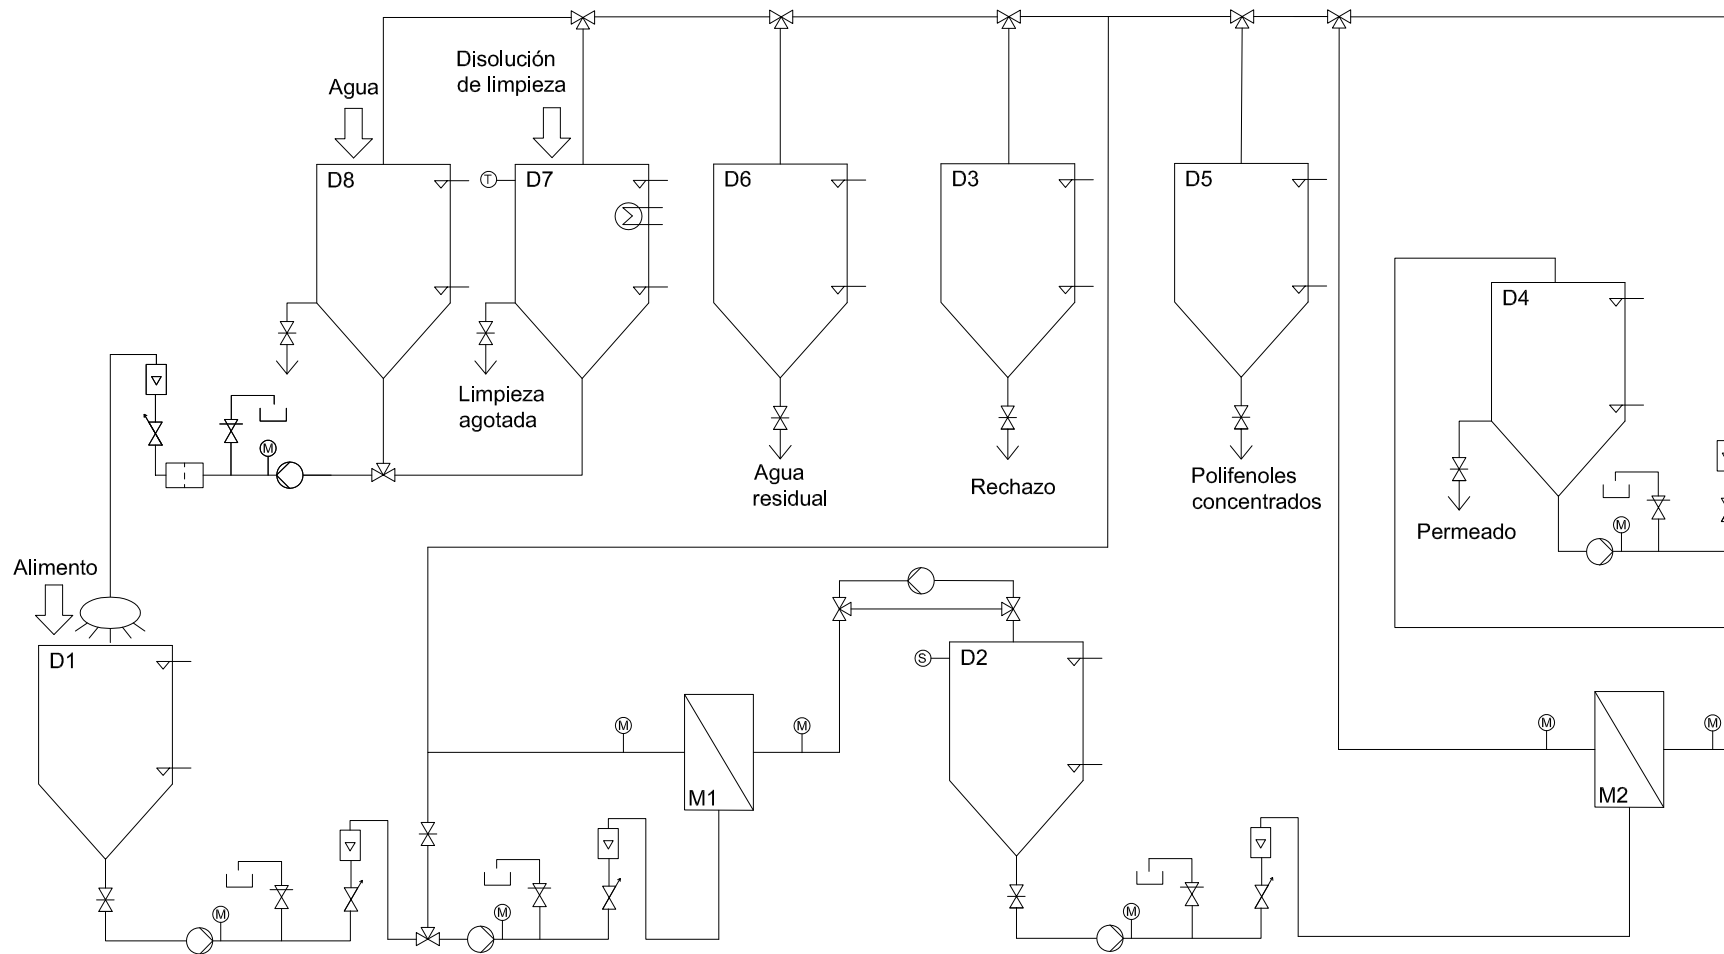 Disolución
de limpieza
Agua
D8
T
D7
D6
D3
D5
D4
Limpieza
agotada
M
Agua
residual
Rechazo
Polifenoles
concentrados
Permeado
M
Alimento
D1
S
D2
M
M
M1
M
M
M2
M
M
M